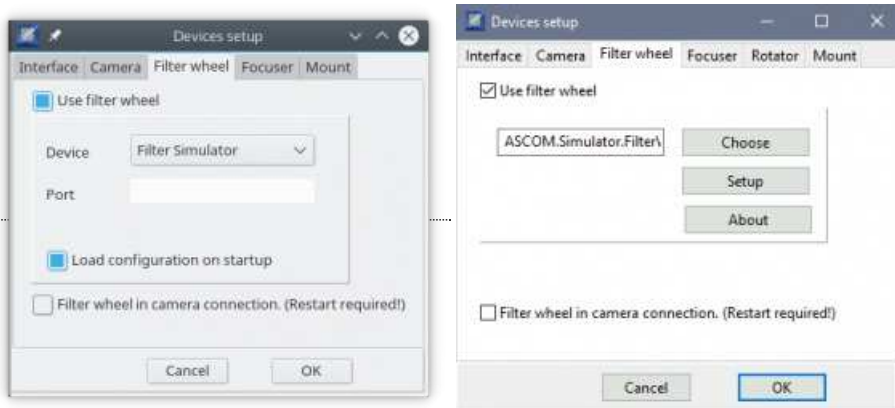 Devices setup
Interface Camera Filter wheel Focuser Mount
Use filter wheel
Device Filter Simulator
Port
Load configuration on startup
Filter wheel in camera connection. (Restart required!)
Cancel OK
Devices setup
Interface Camera Filter wheel Focuser Rotator Mount
Use filter wheel
ASCOM.Simulator.Filter\ Choose
Setup
About
Filter wheel in camera connection. (Restart required!)
Cancel OK